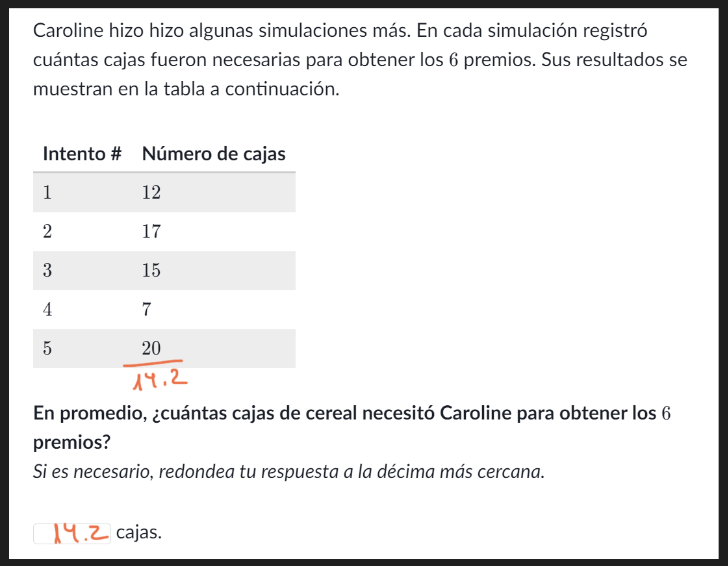 Caroline hizo hizo algunas simulaciones más. En cada simulación registró
cuántas cajas fueron necesarias para obtener los 6 premios. Sus resultados se
muestran en la tabla a continuación.
Intento # Número de cajas
1 12
2 17
3 15
4 7
5 20
14.2
En promedio, ¿cuántas cajas de cereal necesitó Caroline para obtener los 6
premios?
Si es necesario, redondea tu respuesta a la décima más cercana.
14.2 cajas.